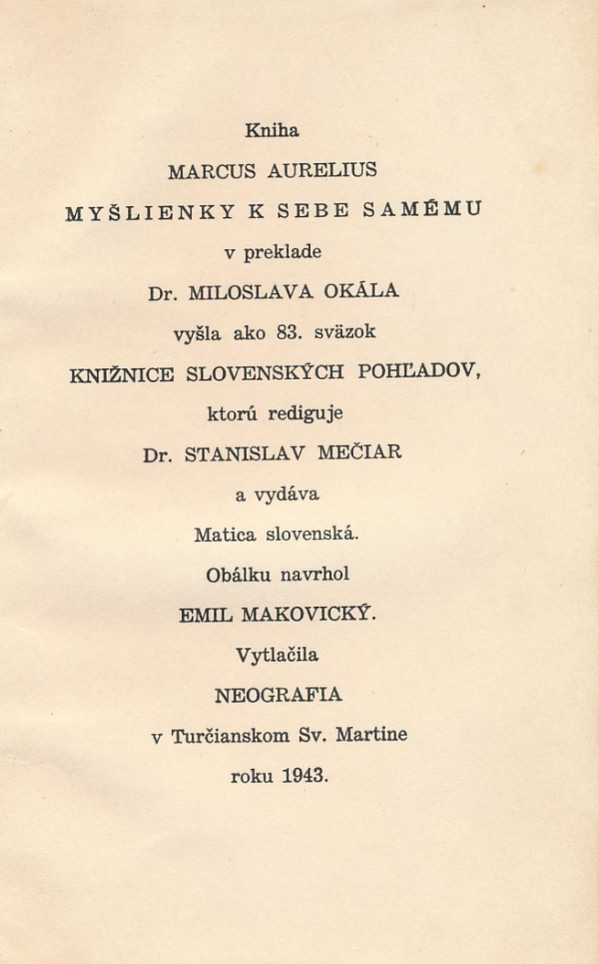 Kniha
MARCUS AURELIUS
MYŠLIENKY K SEBE SAMÉMU
v preklade
Dr. MILOSLAVA OKÁLA
vyšla ako 83. sväzok
KNIŽNICE SLOVENSKÝCH POHĽADOV,
ktorú rediguje
Dr. STANISLAV MEČIAR
a vydáva
Matica slovenská.
Obálku navrhol
EMIL MAKOVICKÝ.
Vytlačila
NEOGRAFIA
v Turčianskom Sv. Martine
roku 1943.